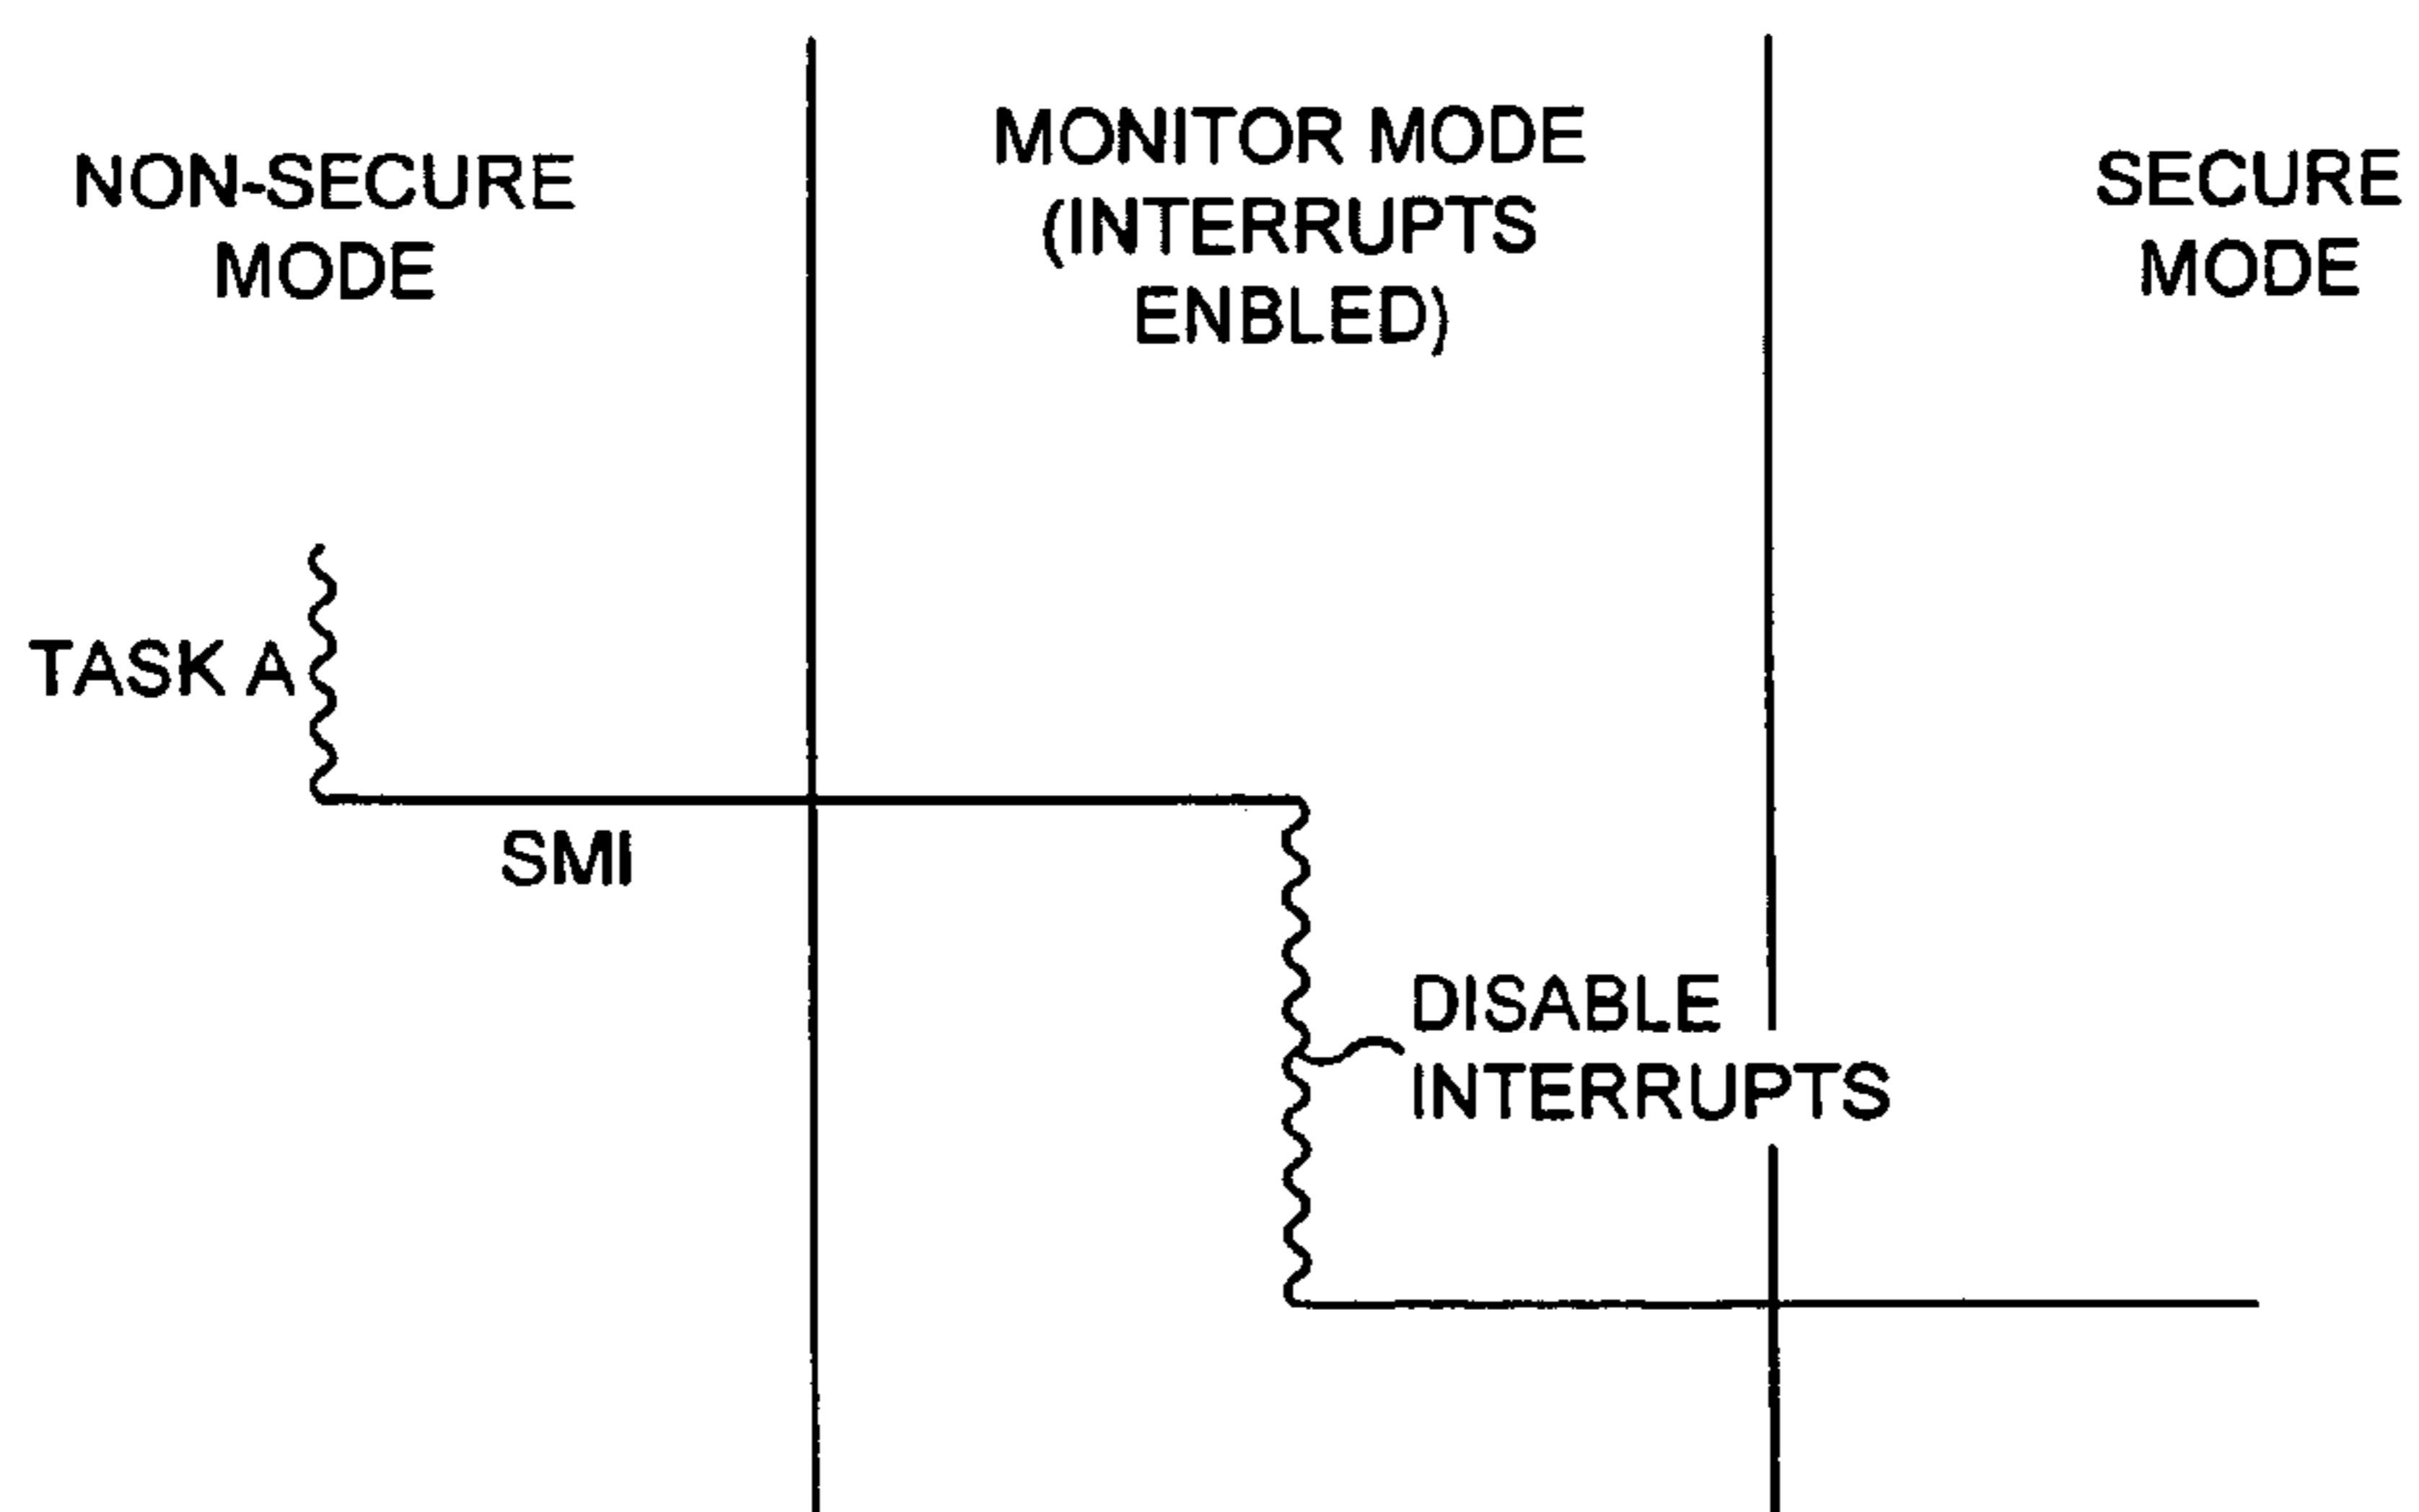 NON-SECURE
MODE
MONITOR MODE
(INTERRUPTS
ENBLED)
SECURE
MODE
TASK A
SMI
DISABLE
INTERRUPTS